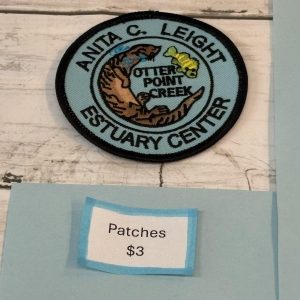 ANITA C. LEIGHT
OTTER
POINT
CREEK
ESTUARY CENTER
Patches
$3